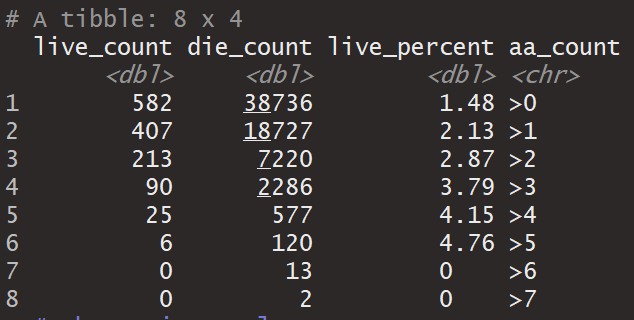 # A tibble: 8 x 4
live_count die_count live_percent aa_count
<dbl> <dbl> <dbl> <chr>
1 582 38736 1.48 >0
2 407 18727 2.13 >1
3 213 7220 2.87 >2
4 90 2286 3.79 >3
5 25 577 4.15 >4
6 6 120 4.76 >5
7 0 13 0 >6
8 0 2 0 >7